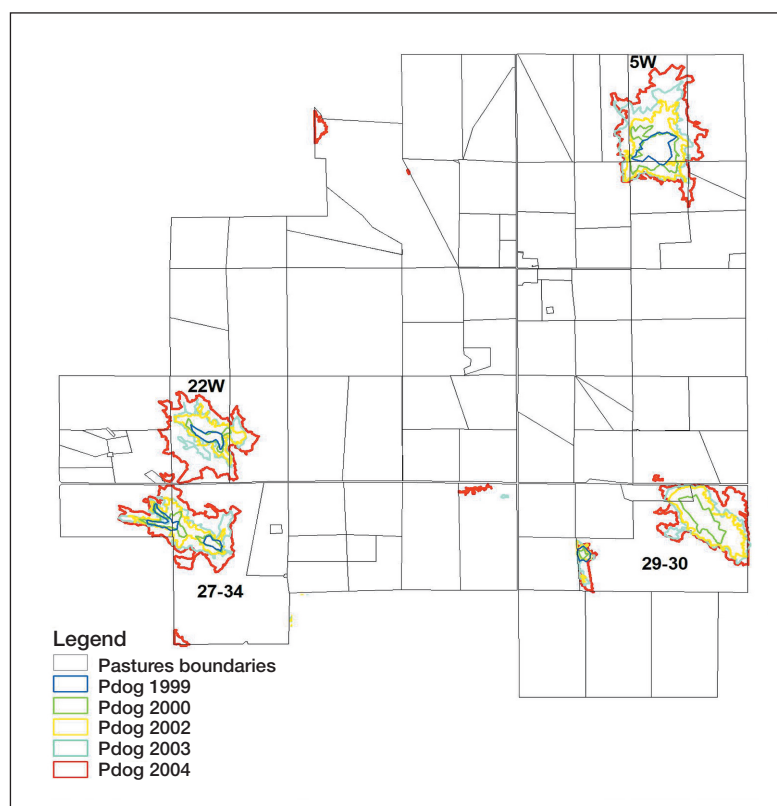 5W
22W
27-34
29-30
Legend
Pastures boundaries
Pdog 1999
Pdog 2000
Pdog 2002
Pdog 2003
Pdog 2004